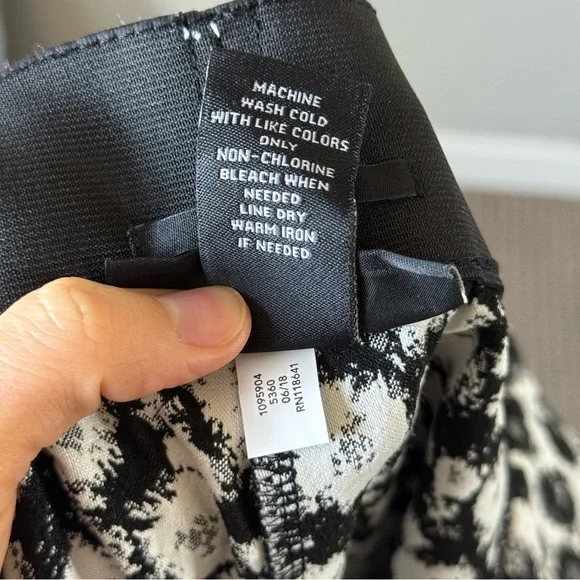 MACHINE
WASH COLD
WITH LIKE COLORS
ONLY
NON-CHLORINE
BLEACH WHEN
NEEDED
LINE DRY
WARM IRON
IF NEEDED
1095904
5360
06/18
RN118641